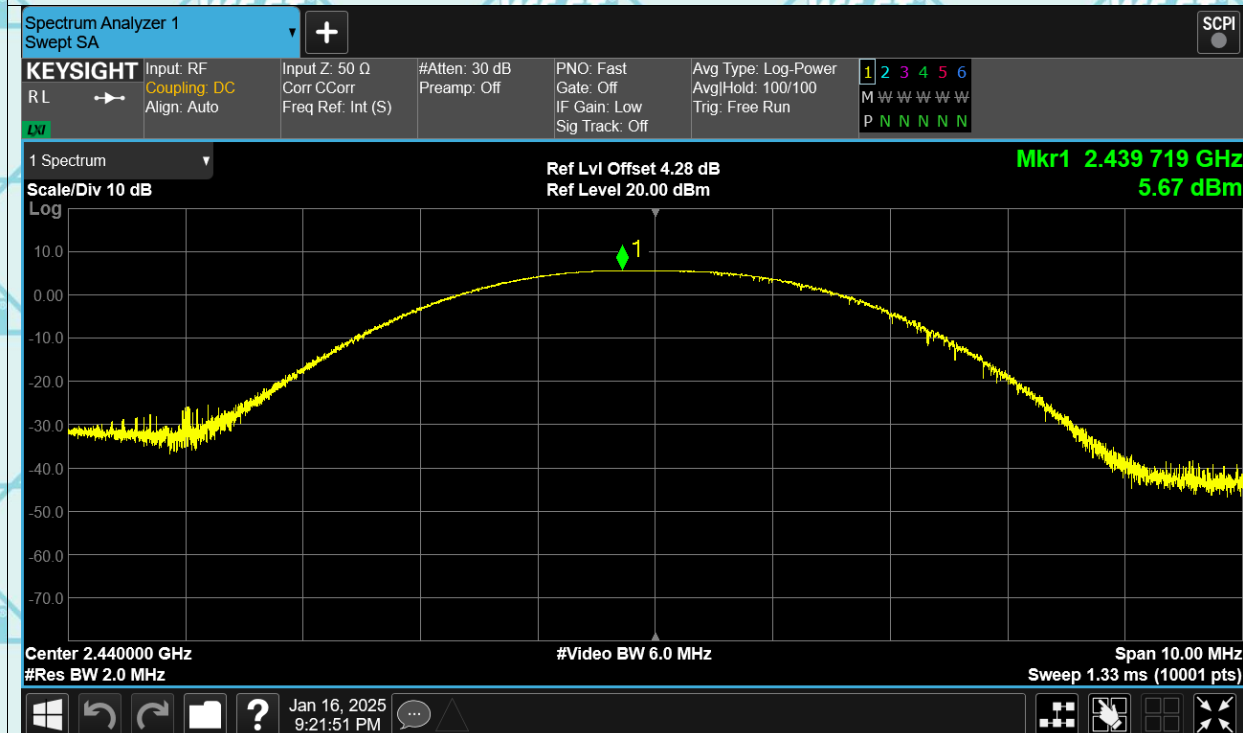 Spectrum Analyzer 1
Swept SA
SCPI
KEYSIGHT
RL
LXI
Input: RF
Coupling: DC
Align: Auto
Input Z: 50 Ω
Corr CCorr
Freq Ref: Int (S)
#Atten: 30 dB
Preamp: Off
PNO: Fast
Gate: Off
IF Gain: Low
Sig Track: Off
Avg Type: Log-Power
Avg|Hold: 100/100
Trig: Free Run
1 2 3 4 5 6
M W W W W W
P N N N N N N
1 Spectrum
Scale/Div 10 dB
Log
Ref Lvl Offset 4.28 dB
Ref Level 20.00 dBm
Mkr1 2.439 719 GHz
5.67 dBm
1
10.0
0.00
-10.0
-20.0
-30.0
-40.0
-50.0
-60.0
-70.0
Center 2.440000 GHz
#Res BW 2.0 MHz
#Video BW 6.0 MHz
Span 10.00 MHz
Sweep 1.33 ms (10001 pts)
Jan 16, 2025
9:21:51 PM